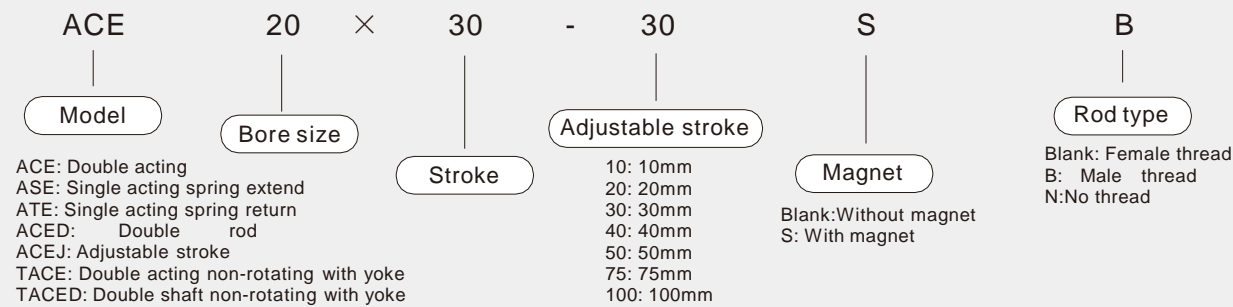 ACE 20 × 30 - 30 S B
Model
Bore size
Stroke
Adjustable stroke
Magnet
Rod type
ACE: Double acting
ASE: Single acting spring extend
ATE: Single acting spring return
ACED: Double rod
ACEJ: Adjustable stroke
TACE: Double acting non-rotating with yoke
TACED: Double shaft non-rotating with yoke
10: 10mm
20: 20mm
30: 30mm
40: 40mm
50: 50mm
75: 75mm
100: 100mm
Blank:Without magnet
S: With magnet
Blank: Female thread
B: Male thread
N:No thread